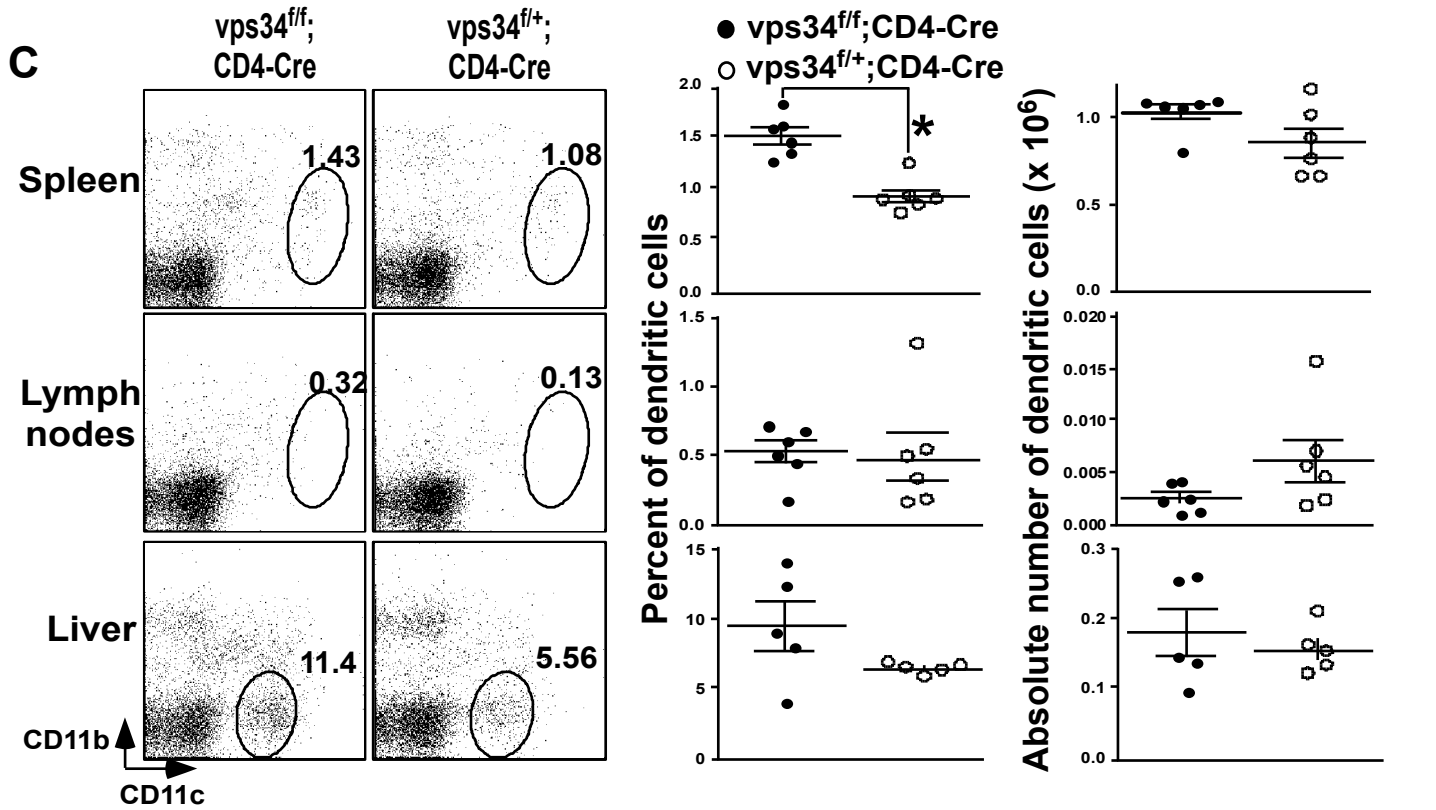 C
vps34f/f;
CD4-Cre
vps34f/+;
CD4-Cre
● vps34f/f;CD4-Cre
○ vps34f/+;CD4-Cre
Spleen
1.43
1.08
Lymph
nodes
0.32
0.13
Liver
11.4
5.56
CD11b
CD11c
Percent of dendritic cells
2.0
1.5
1.0
0.5
0.0
*
1.5
1.0
0.5
0.0
15
10
5
0
Absolute number of dendritic cells (x 10⁶)
1.0
0.5
0.0
0.020
0.015
0.010
0.005
0.000
0.3
0.2
0.1
0.0